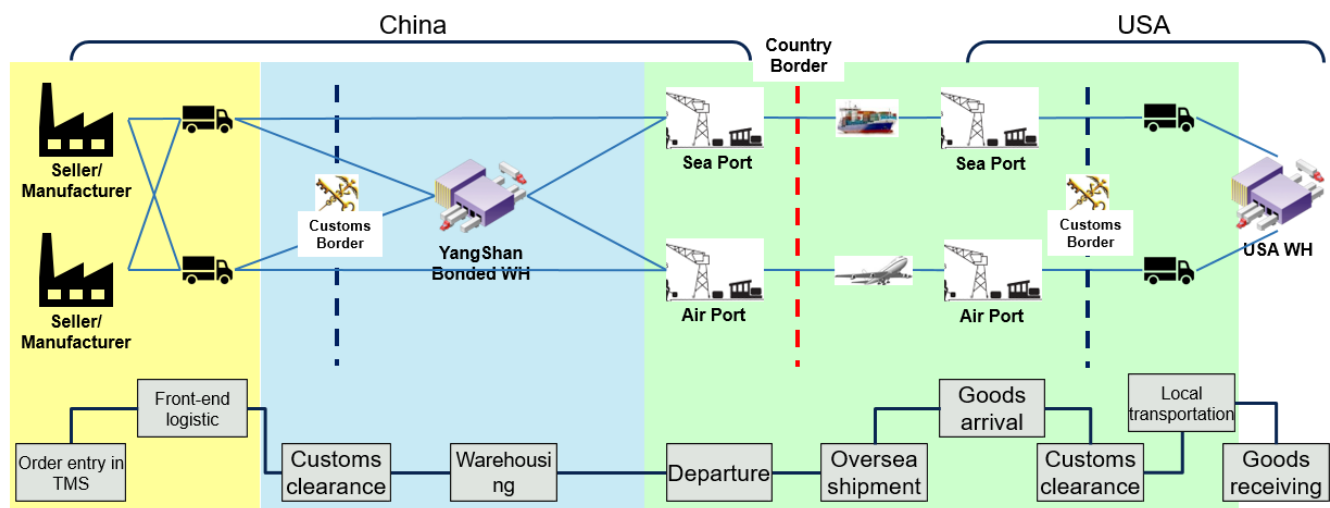 China
USA
Country
Border
Seller/
Manufacturer
Customs
Border
YangShan
Bonded WH
Sea Port
Sea Port
Customs
Border
USA WH
Seller/
Manufacturer
Air Port
Air Port
Order entry in
TMS
Front-end
logistic
Customs
clearance
Warehousi
ng
Departure
Oversea
shipment
Goods
arrival
Customs
clearance
Local
transportation
Goods
receiving